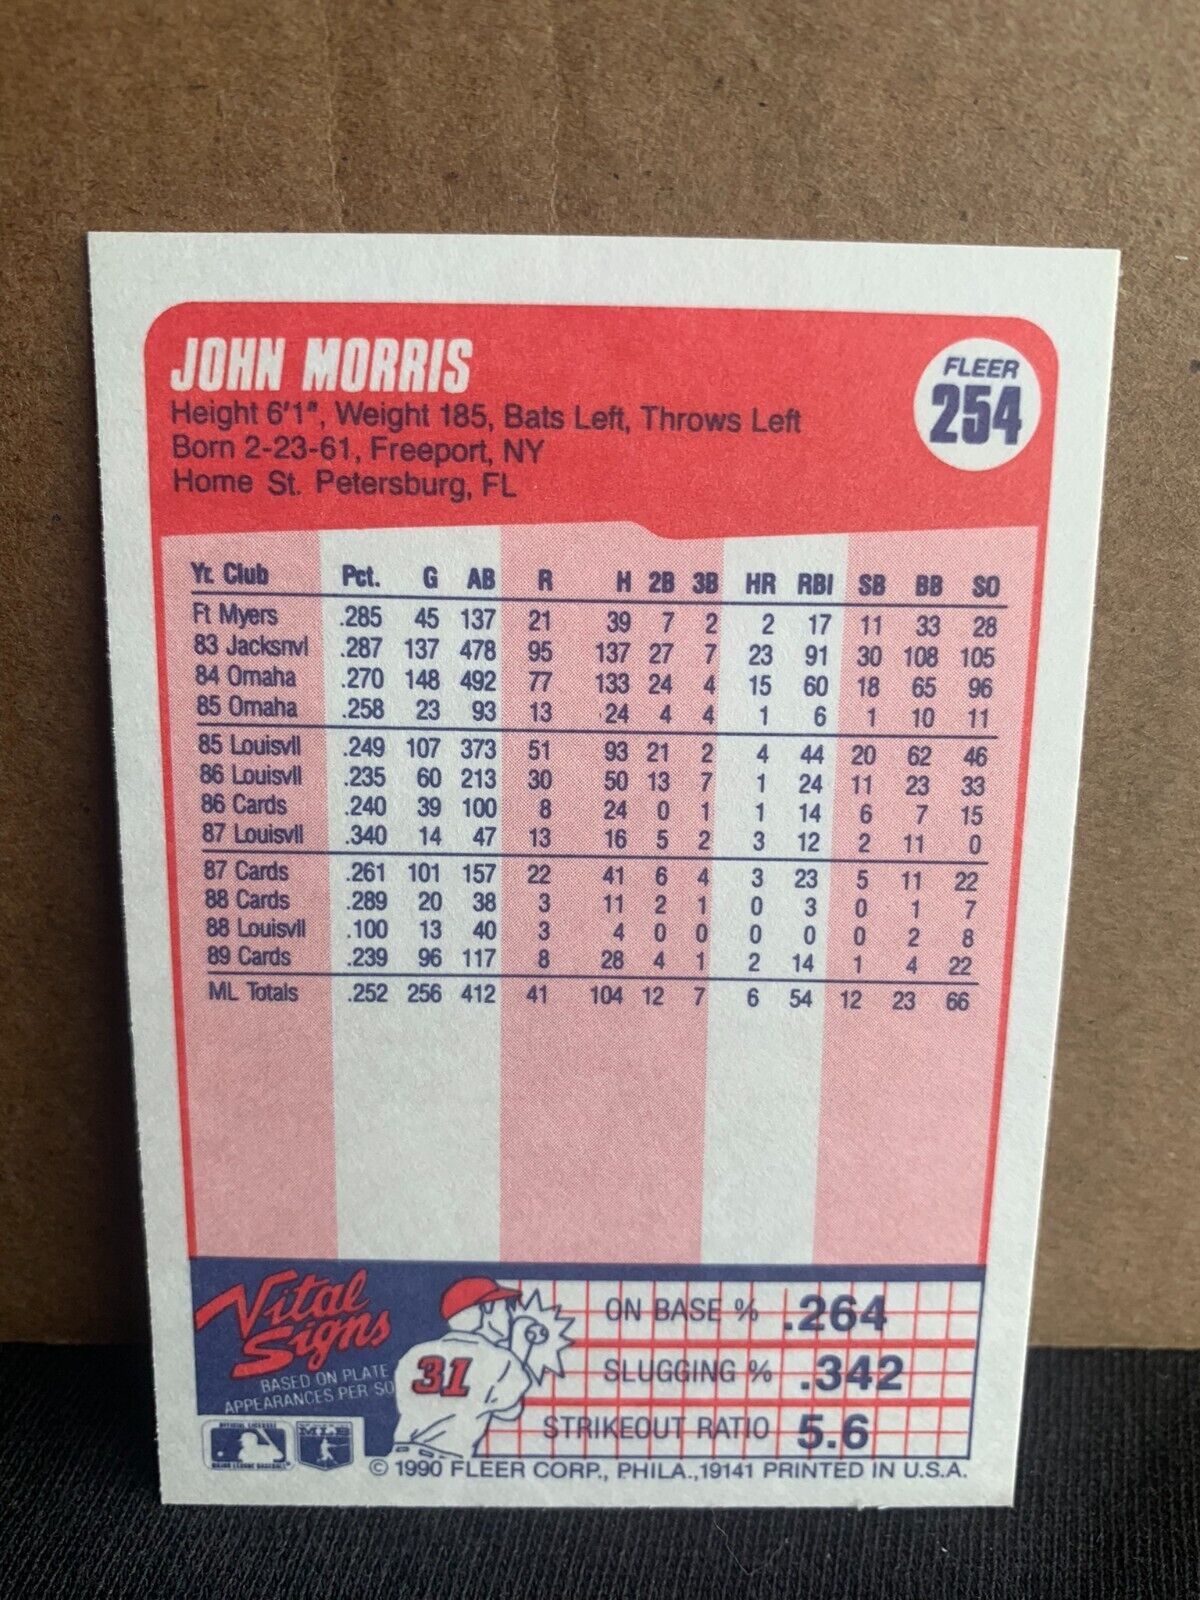 JOHN MORRIS
FLEER
254
Height 6'1", Weight 185, Bats Left, Throws Left
Born 2-23-61, Freeport, NY
Home St. Petersburg, FL
Yr. Club Pct. G AB R H 2B 3B HR RBI SB BB SO
Ft Myers .285 45 137 21 39 7 2 2 17 11 33 28
83 Jacksnvl .287 137 478 95 137 27 7 23 91 30 108 105
84 Omaha .270 148 492 77 133 24 4 15 60 18 65 96
85 Omaha .258 23 93 13 24 4 4 1 6 1 10 11
85 Louisvll .249 107 373 51 93 21 2 4 44 20 62 46
86 Louisvll .235 60 213 30 50 13 7 1 24 11 23 33
86 Cards .240 39 100 8 24 0 1 1 14 6 7 15
87 Louisvll .340 14 47 13 16 5 2 3 12 2 11 0
87 Cards .261 101 157 22 41 6 4 3 23 5 11 22
88 Cards .289 20 38 3 11 2 1 0 3 0 1 7
88 Louisvll .100 13 40 3 4 0 0 0 0 0 2 8
89 Cards .239 96 117 8 28 4 1 2 14 1 4 22
ML Totals .252 256 412 41 104 12 7 6 54 12 23 66
Vital
Signs
BASED ON PLATE
APPEARANCES PER SO
31
ON BASE % .264
SLUGGING % .342
STRIKEOUT RATIO 5.6
OFFICIAL LICENSEE
MAJOR LEAGUE BASEBALL
© 1990 FLEER CORP., PHILA.,19141 PRINTED IN U.S.A.